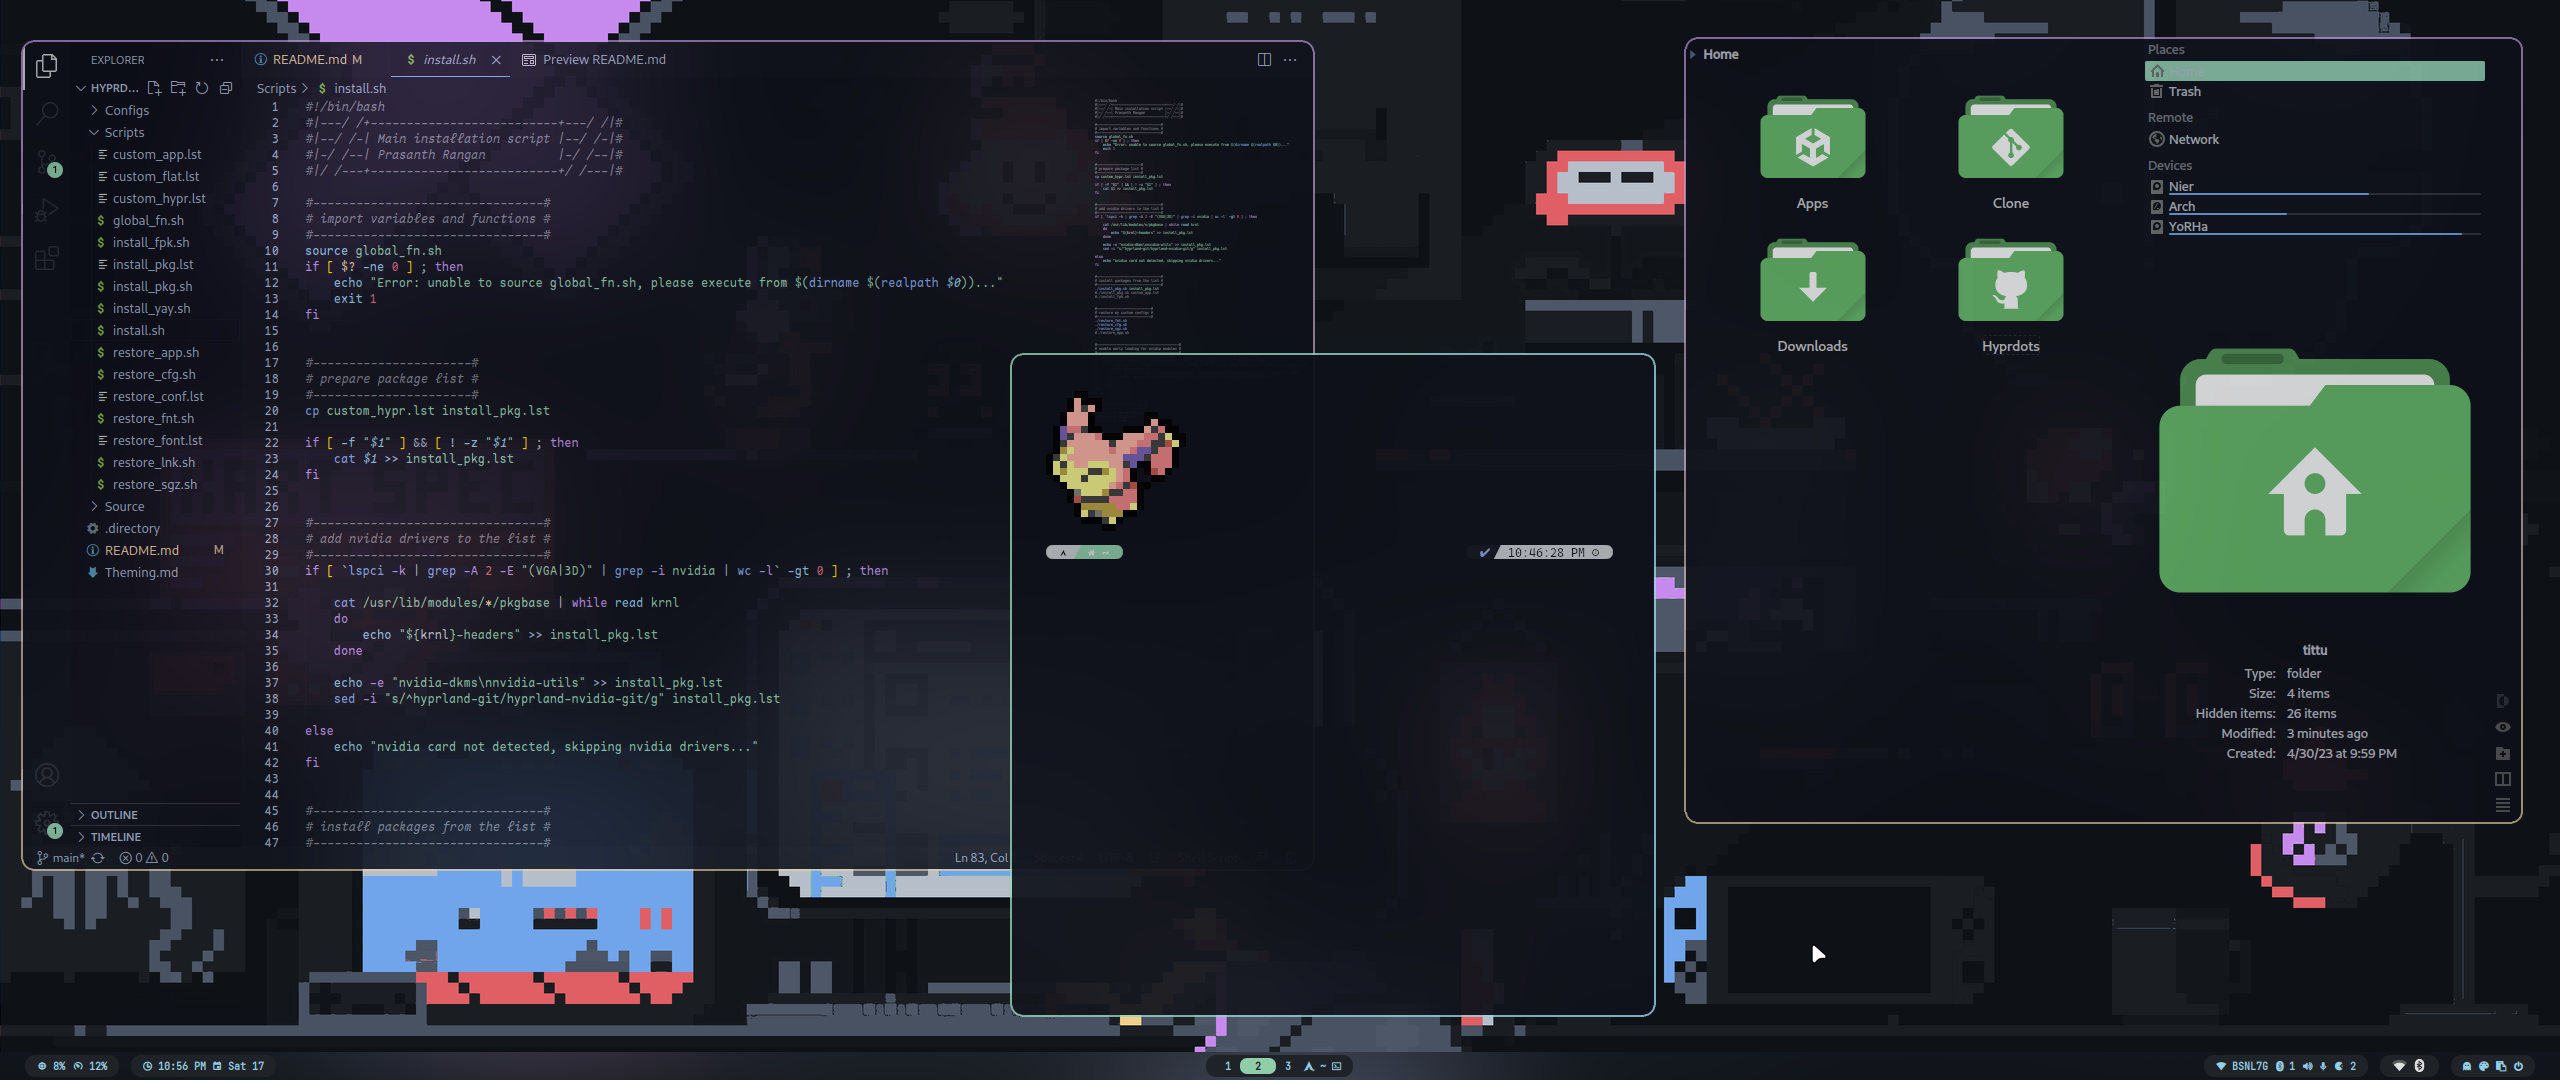 EXPLORER
HYPRD...
Configs
Scripts
custom_app.lst
custom_flat.lst
custom_hypr.lst
global_fn.sh
install_fpk.sh
install_pkg.lst
install_pkg.sh
install_yay.sh
install.sh
restore_app.sh
restore_cfg.sh
restore_conf.lst
restore_fnt.sh
restore_font.lst
restore_lnk.sh
restore_sgz.sh
Source
.directory
README.md M
Theming.md
OUTLINE
TIMELINE
1
1
README.md M
install.sh
Preview README.md
Scripts > install.sh
1 #!/bin/bash
2 #|---/ /+--------------------------+---/ /|#
3 #|--/ /-| Main installation script |--/ /-|#
4 #|-/ /--| Prasanth Rangan          |-/ /--|#
5 #|/ /---+--------------------------+/ /---|#
6
7 #--------------------------------#
8 # import variables and functions #
9 #--------------------------------#
10 source global_fn.sh
11 if [ $? -ne 0 ] ; then
12     echo "Error: unable to source global_fn.sh, please execute from $(dirname $(realpath $0))..."
13     exit 1
14 fi
15
16
17 #----------------------#
18 # prepare package list #
19 #----------------------#
20 cp custom_hypr.lst install_pkg.lst
21
22 if [ -f "$1" ] && [ ! -z "$1" ] ; then
23     cat $1 >> install_pkg.lst
24 fi
25
26
27 #--------------------------------#
28 # add nvidia drivers to the list #
29 #--------------------------------#
30 if [ `lspci -k | grep -A 2 -E "(VGA|3D)" | grep -i nvidia | wc -l` -gt 0 ] ; then
31
32     cat /usr/lib/modules/*/pkgbase | while read krnl
33     do
34         echo "${krnl}-headers" >> install_pkg.lst
35     done
36
37     echo -e "nvidia-dkms\nnvidia-utils" >> install_pkg.lst
38     sed -i "s/^hyprland-git/hyprland-nvidia-git/g" install_pkg.lst
39
40 else
41     echo "nvidia card not detected, skipping nvidia drivers..."
42 fi
43
44
45 #--------------------------------#
46 # install packages from the list #
47 #--------------------------------#
main* 0 0
Ln 83, Col
10:46:28 PM
Home
Apps
Clone
Downloads
Hyprdots
Places
Trash
Remote
Network
Devices
Nier
Arch
YoRHa
tittu
Type: folder
Size: 4 items
Hidden items: 26 items
Modified: 3 minutes ago
Created: 4/30/23 at 9:59 PM
8% 12%
10:56 PM Sat 17
1 2 3 ~
BSNL7G 1 2